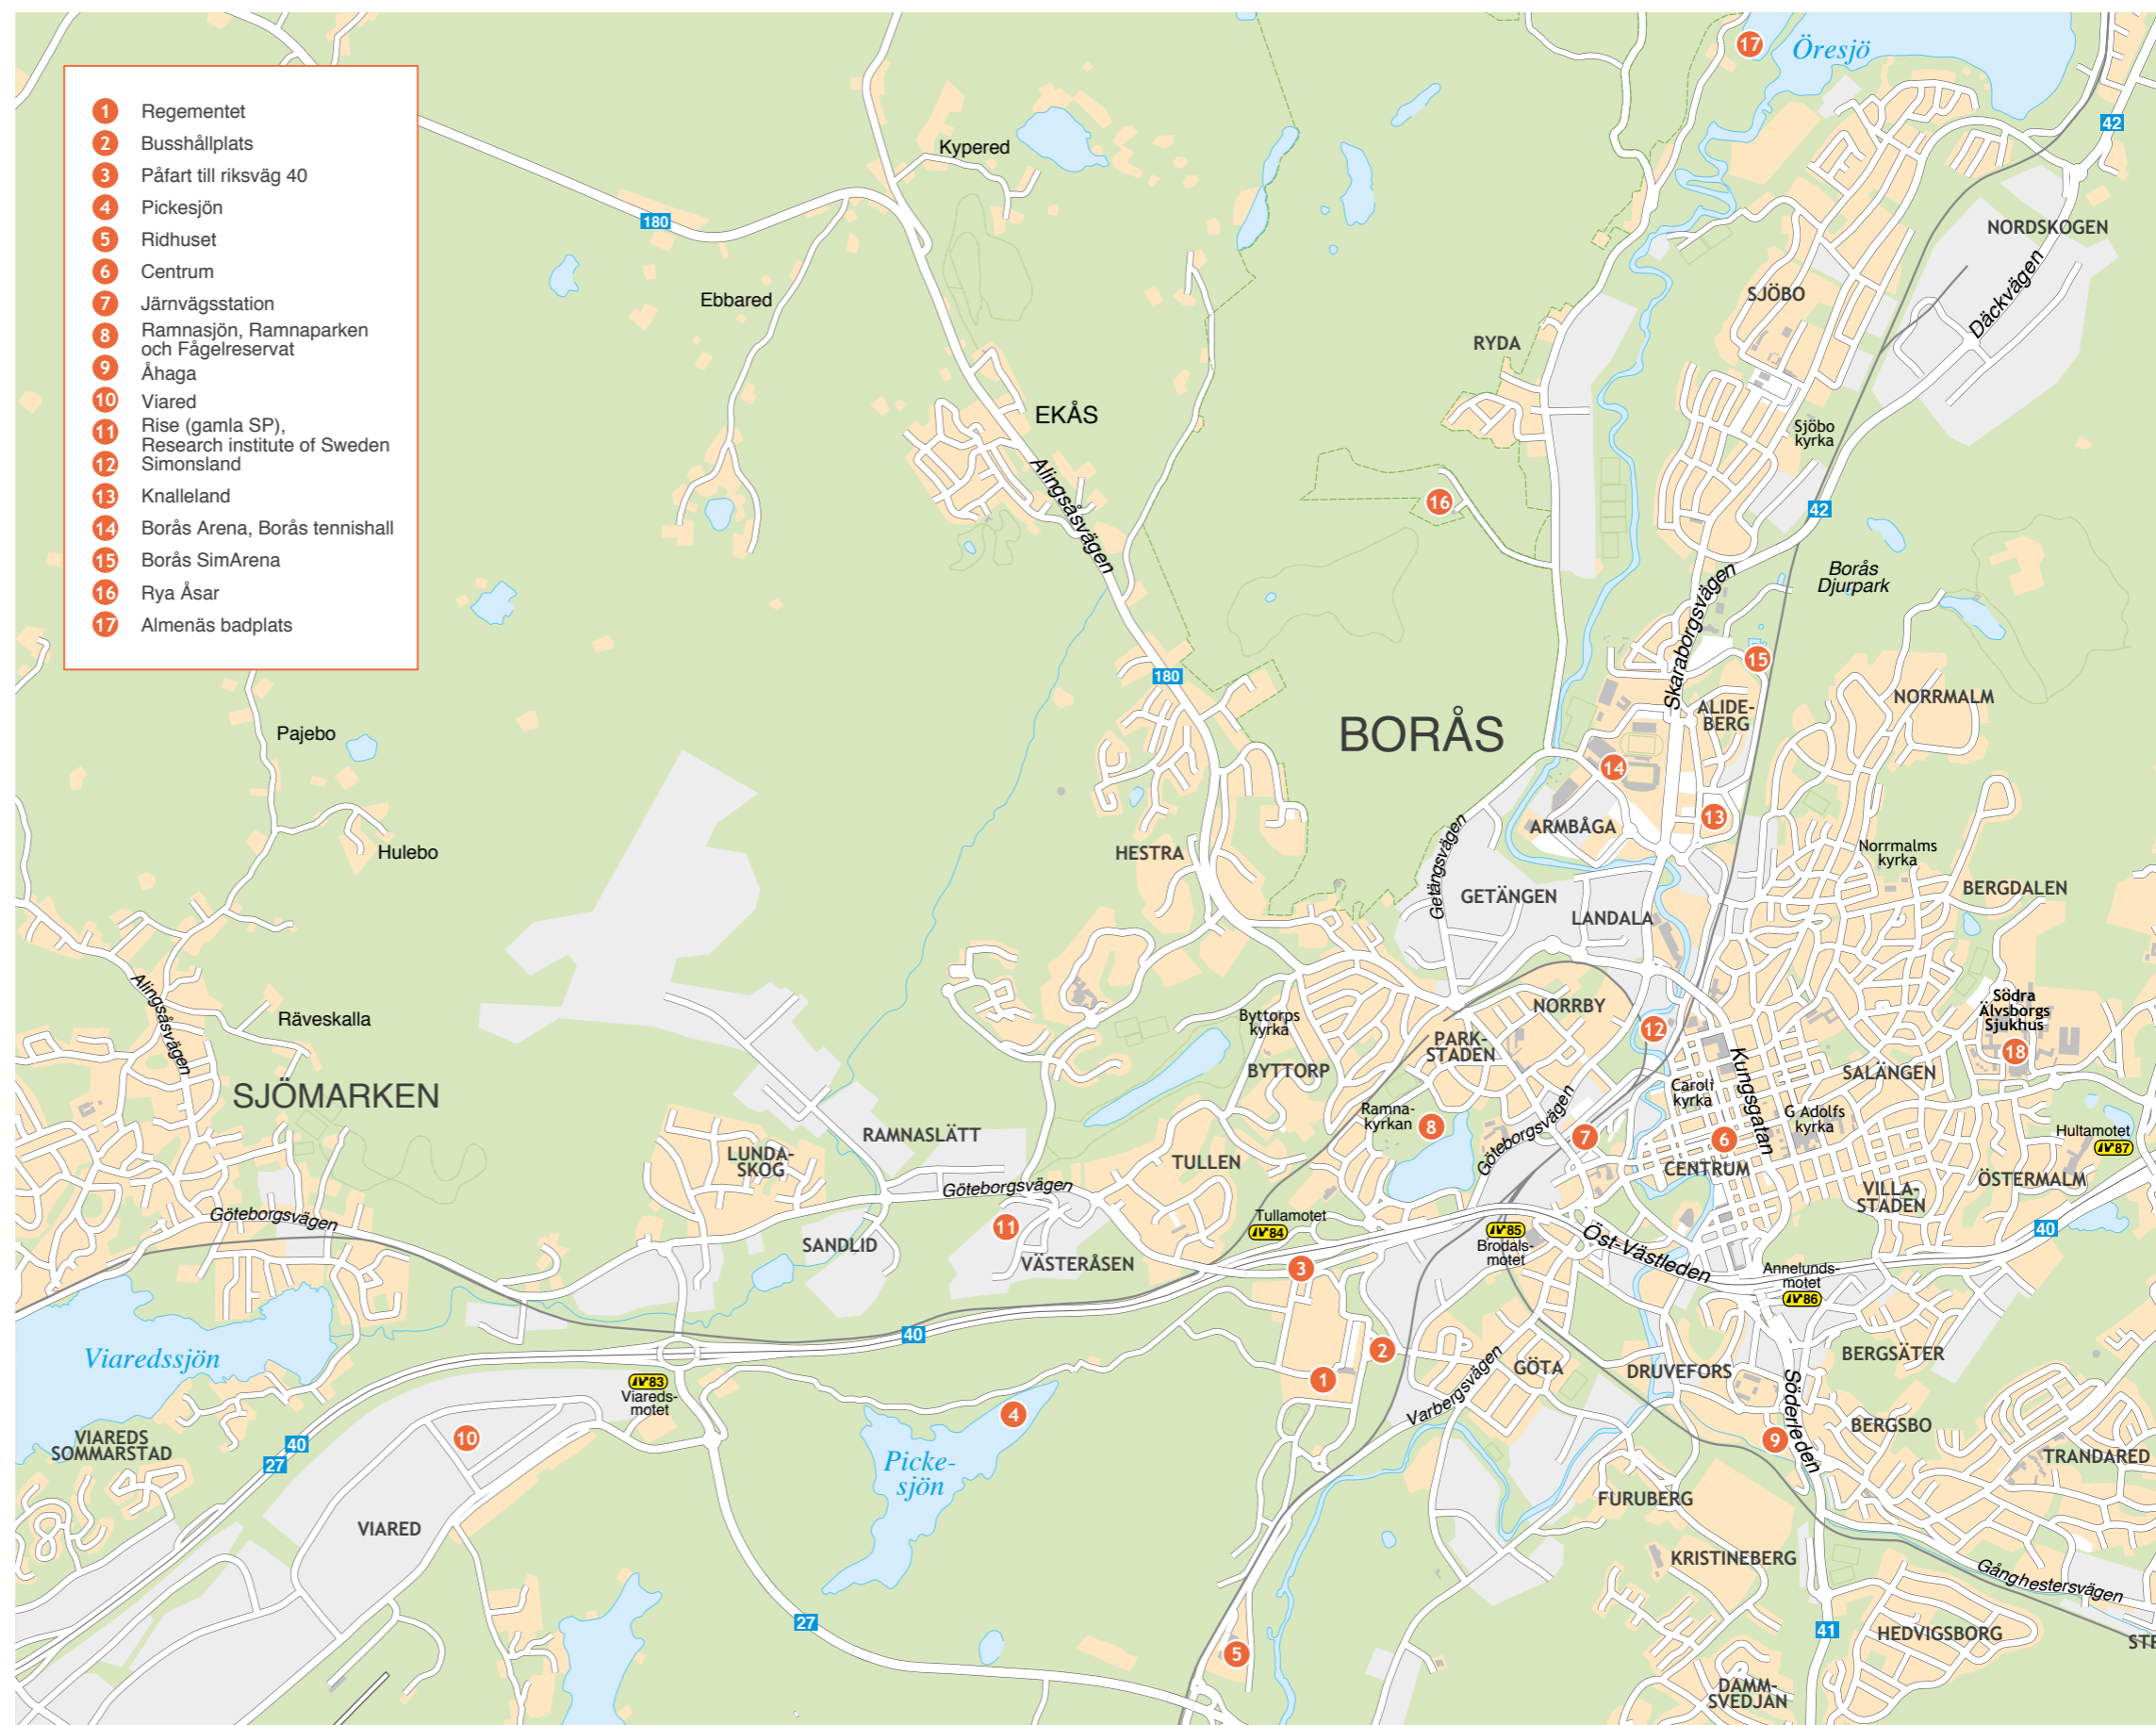 1 Regementet
2 Busshållplats
3 Påfart till riksväg 40
4 Pickesjön
5 Ridhuset
6 Centrum
7 Järnvägsstation
8 Ramnasjön, Ramnaparken
och Fågelreservat
9 Åhaga
10 Viared
11 Rise (gamla SP),
Research institute of Sweden
12 Simonsland
13 Knalleland
14 Borås Arena, Borås tennishall
15 Borås SimArena
16 Rya Åsar
17 Almenäs badplats
17
Öresjö
42
Kypered
180
NORDSKOGEN
Ebbared
SJÖBO
Däckvägen
RYDA
EKÅS
Sjöbo
kyrka
Alingsåsvägen
16
42
Borås
Djurpark
Skaraborgsvägen
15
180
NORRMALM
ALIDE-
BERG
Pajebo
BORÅS
14
13
ARMBÅGA
Hulebo
HESTRA
Getängsvägen
Norrmalms
kyrka
BERGDALEN
GETÄNGEN
LANDALA
Alingsåsvägen
Räveskalla
Byttorps
kyrka
NORRBY
Södra
Älvsborgs
Sjukhus
18
12
PARK-
STADEN
BYTTORP
Kungsgatan
SALÄNGEN
SJÖMARKEN
Caroli
kyrka
G Adolfs
kyrka
Ramna-
kyrkan
8
Göteborgsvägen
7
6
Hultamotet
87
RAMNASLÄTT
LUNDA-
SKOG
TULLEN
CENTRUM
ÖSTERMALM
VILLA-
STADEN
Göteborgsvägen
Göteborgsvägen
11
Tullamotet
84
85
Brodals-
motet
40
SANDLID
VÄSTERÅSEN
3
Öst-Västleden
Annelunds-
motet
86
40
Viaredssjön
2
1
GÖTA
DRUVEFORS
BERGSÄTER
83
Viareds-
motet
Varbergsvägen
Söderleden
4
10
40
27
VIAREDS
SOMMARSTAD
9
BERGSBO
TRANDARED
Picke-
sjön
FURUBERG
VIARED
KRISTINEBERG
Gånghestersvägen
27
41
HEDVIGSBORG
5
DAMM-
SVEDJAN